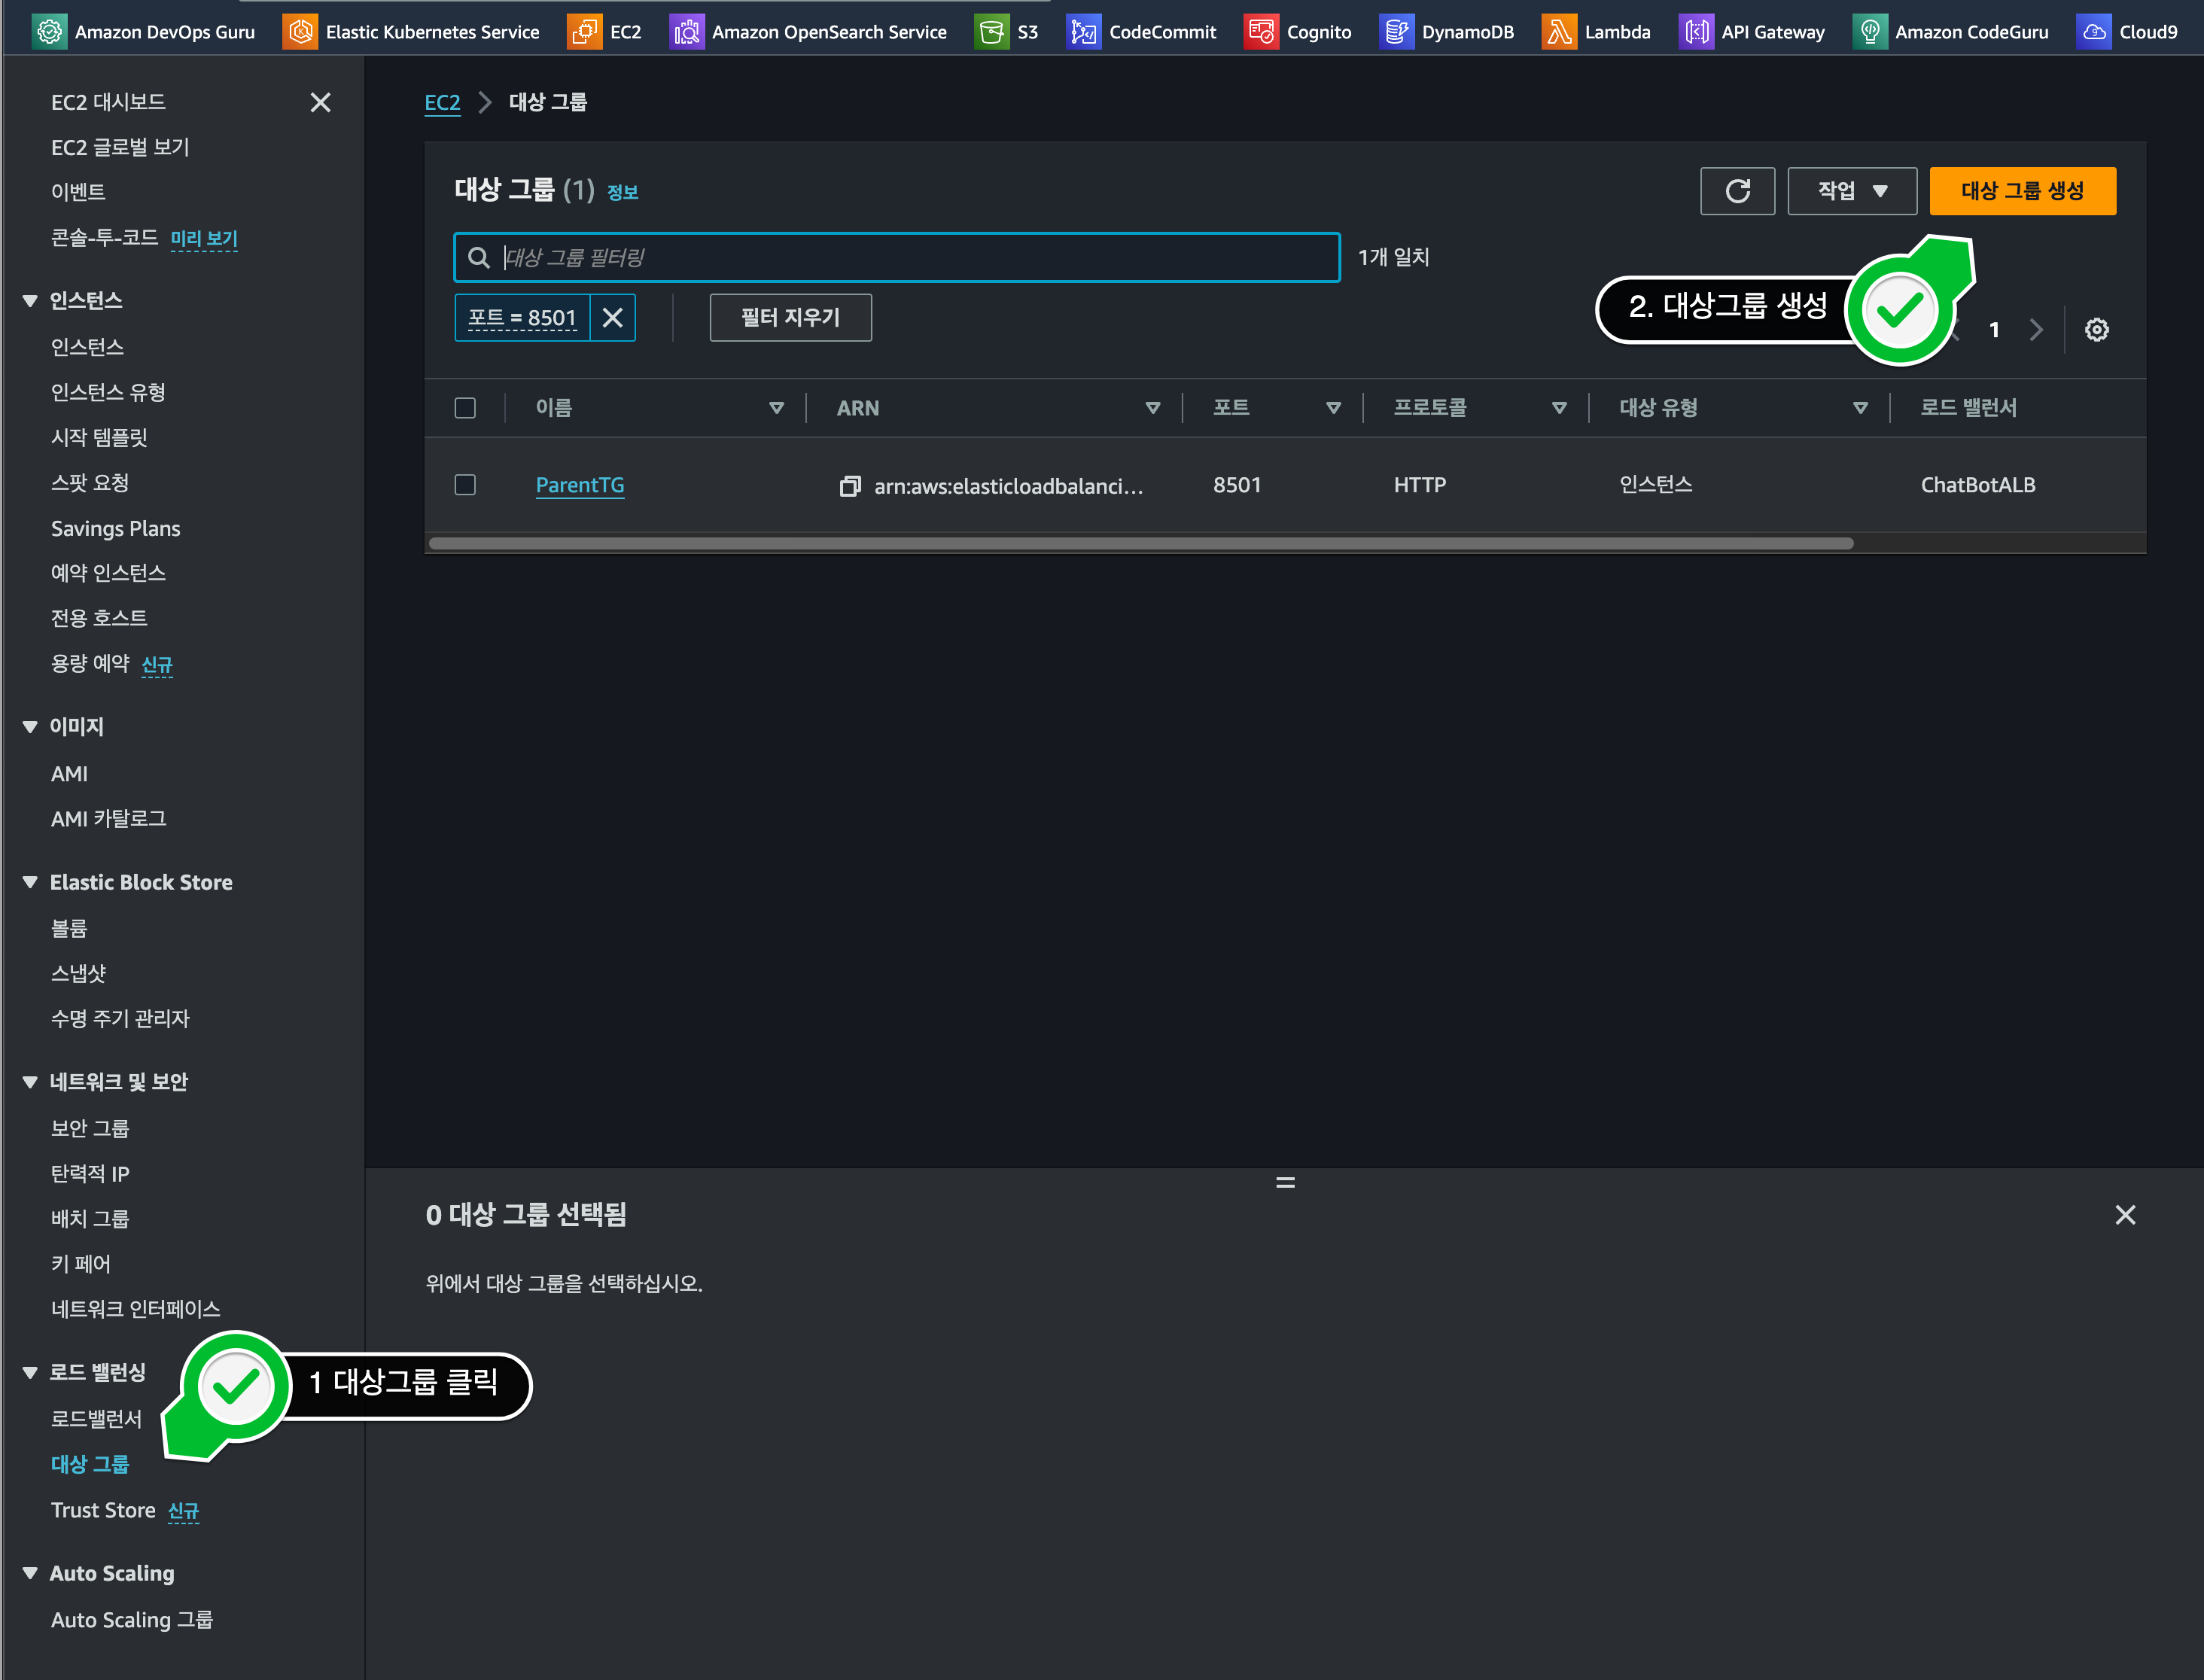 Amazon DevOps Guru Elastic Kubernetes Service EC2 Amazon OpenSearch Service S3 CodeCommit Cognito DynamoDB Lambda API Gateway Amazon CodeGuru Cloud9
EC2 대시보드
EC2 글로벌 보기
이벤트
콘솔-투-코드 미리 보기
인스턴스
인스턴스
인스턴스 유형
시작 템플릿
스팟 요청
Savings Plans
예약 인스턴스
전용 호스트
용량 예약 신규
이미지
AMI
AMI 카탈로그
Elastic Block Store
볼륨
스냅샷
수명 주기 관리자
네트워크 및 보안
보안 그룹
탄력적 IP
배치 그룹
키 페어
네트워크 인터페이스
로드 밸런싱
로드밸런서
대상 그룹
Trust Store 신규
Auto Scaling
Auto Scaling 그룹
1 대상그룹 클릭
EC2 대상 그룹
대상 그룹 (1) 정보
작업
대상 그룹 생성
대상 그룹 필터링
1개 일치
포트 = 8501
필터 지우기
2. 대상그룹 생성
1
이름 ARN 포트 프로토콜 대상 유형 로드 밸런서
ParentTG arn:aws:elasticloadbalanci... 8501 HTTP 인스턴스 ChatBotALB
0 대상 그룹 선택됨
위에서 대상 그룹을 선택하십시오.